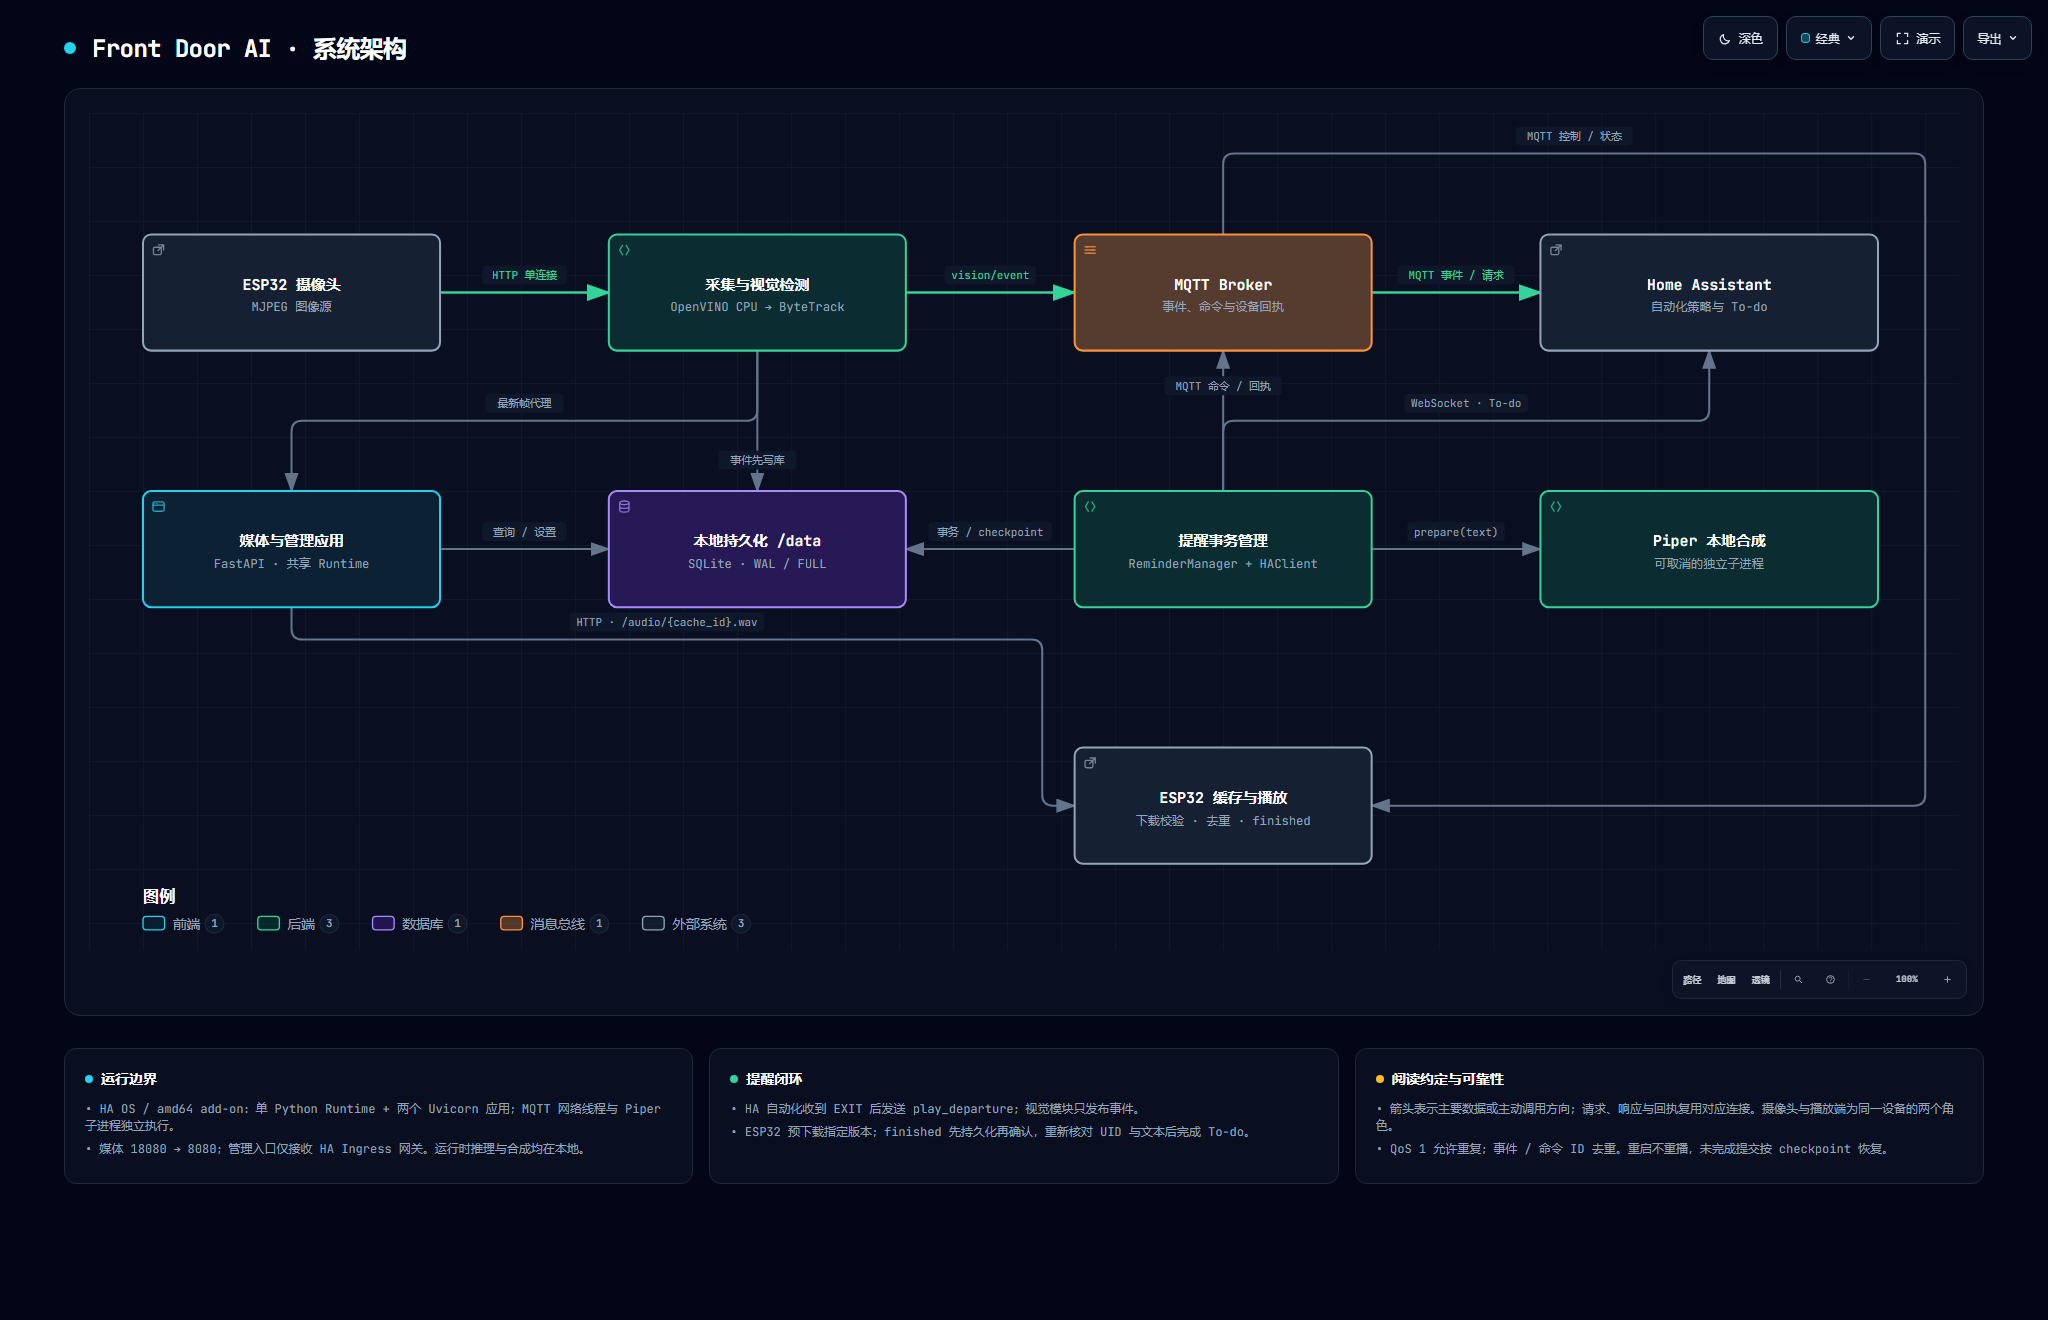 Front Door AI · 系统架构
深色
经典
演示
导出
MQTT 控制 / 状态
ESP32 摄像头
MJPEG 图像源
HTTP 单连接
采集与视觉检测
OpenVINO CPU → ByteTrack
vision/event
MQTT Broker
事件、命令与设备回执
MQTT 事件 / 请求
Home Assistant
自动化策略与 To-do
最新帧代理
事件先写库
MQTT 命令 / 回执
WebSocket · To-do
媒体与管理应用
FastAPI · 共享 Runtime
查询 / 设置
本地持久化 /data
SQLite · WAL / FULL
事务 / checkpoint
提醒事务管理
ReminderManager + HAClient
prepare(text)
Piper 本地合成
可取消的独立子进程
HTTP · /audio/{cache_id}.wav
ESP32 缓存与播放
下载校验 · 去重 · finished
图例
前端 1
后端 3
数据库 1
消息总线 1
外部系统 3
路径
地图
透镜
100%
运行边界
• HA OS / amd64 add-on: 单 Python Runtime + 两个 Uvicorn 应用; MQTT 网络线程与 Piper
子进程独立执行。
• 媒体 18080 → 8080; 管理入口仅接收 HA Ingress 网关。运行时推理与合成均在本地。
提醒闭环
• HA 自动化收到 EXIT 后发送 play_departure; 视觉模块只发布事件。
• ESP32 预下载指定版本; finished 先持久化再确认, 重新核对 UID 与文本后完成 To-do。
阅读约定与可靠性
• 箭头表示主要数据或主动调用方向; 请求、响应与回执复用对应连接。摄像头与播放端为同一设备的两个角
色。
• QoS 1 允许重复; 事件 / 命令 ID 去重。重启不重播, 未完成提交按 checkpoint 恢复。